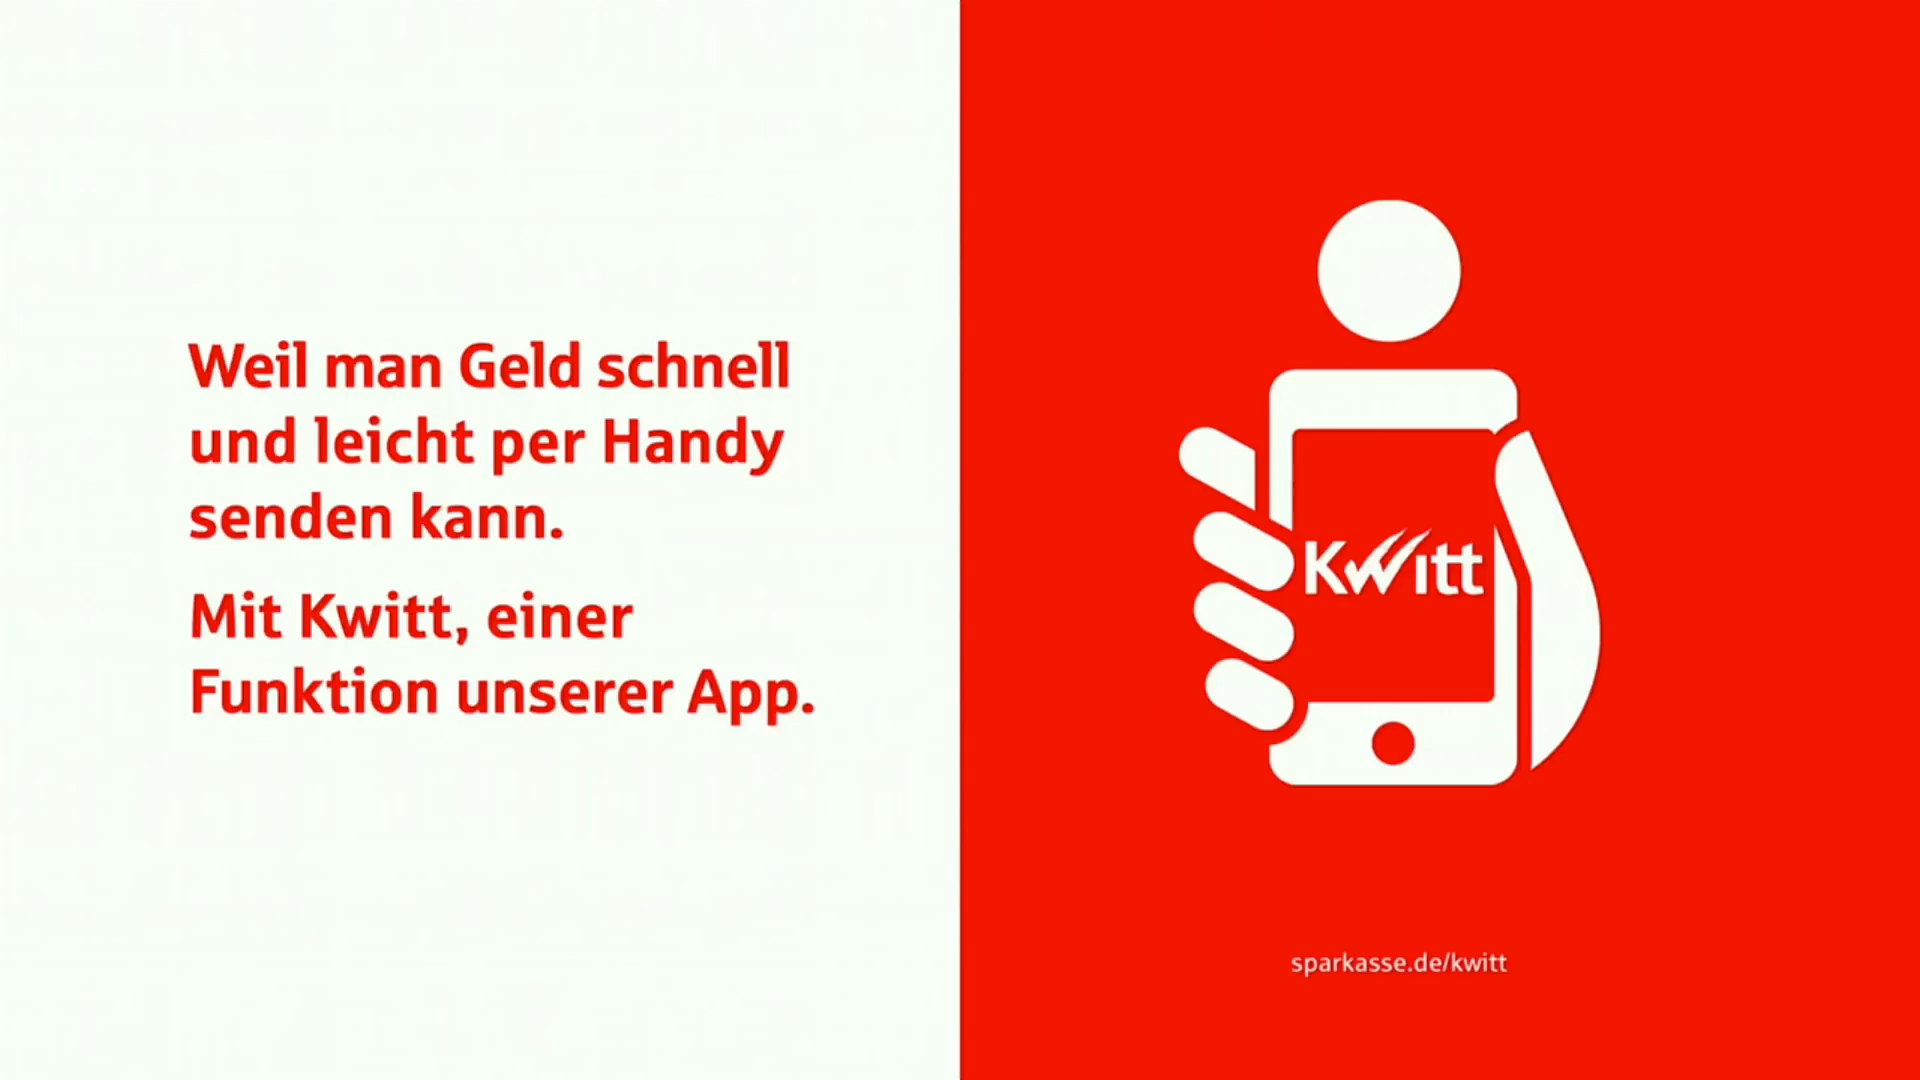 Weil man Geld schnell
und leicht per Handy
senden kann.
Mit Kwitt, einer
Funktion unserer App.
Kwitt
sparkasse.de/kwitt